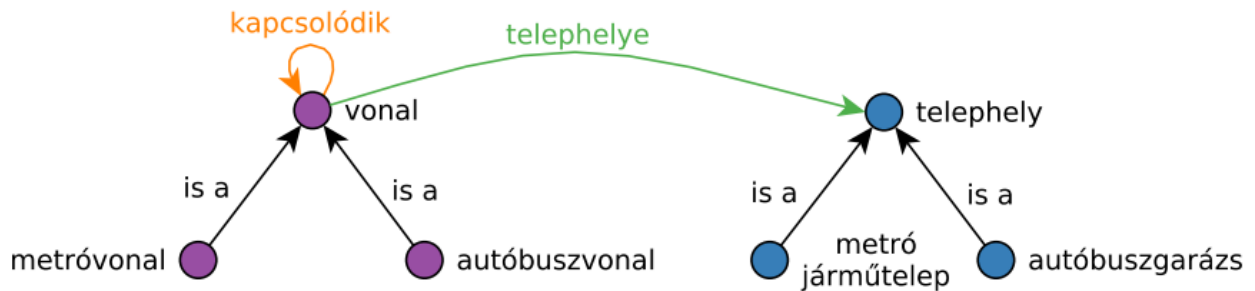 kapcsolódik
telephelye
vonal
telephely
is a
is a
is a
is a
metróvonal
autóbuszvonal
metró
járműtelep
autóbuszgarázs